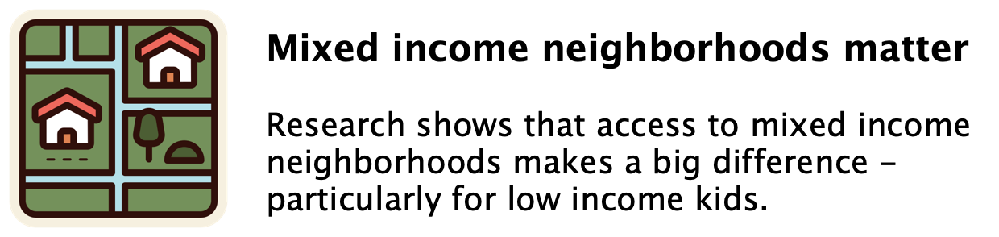 Mixed income neighborhoods matter
Research shows that access to mixed income
neighborhoods makes a big difference –
particularly for low income kids.